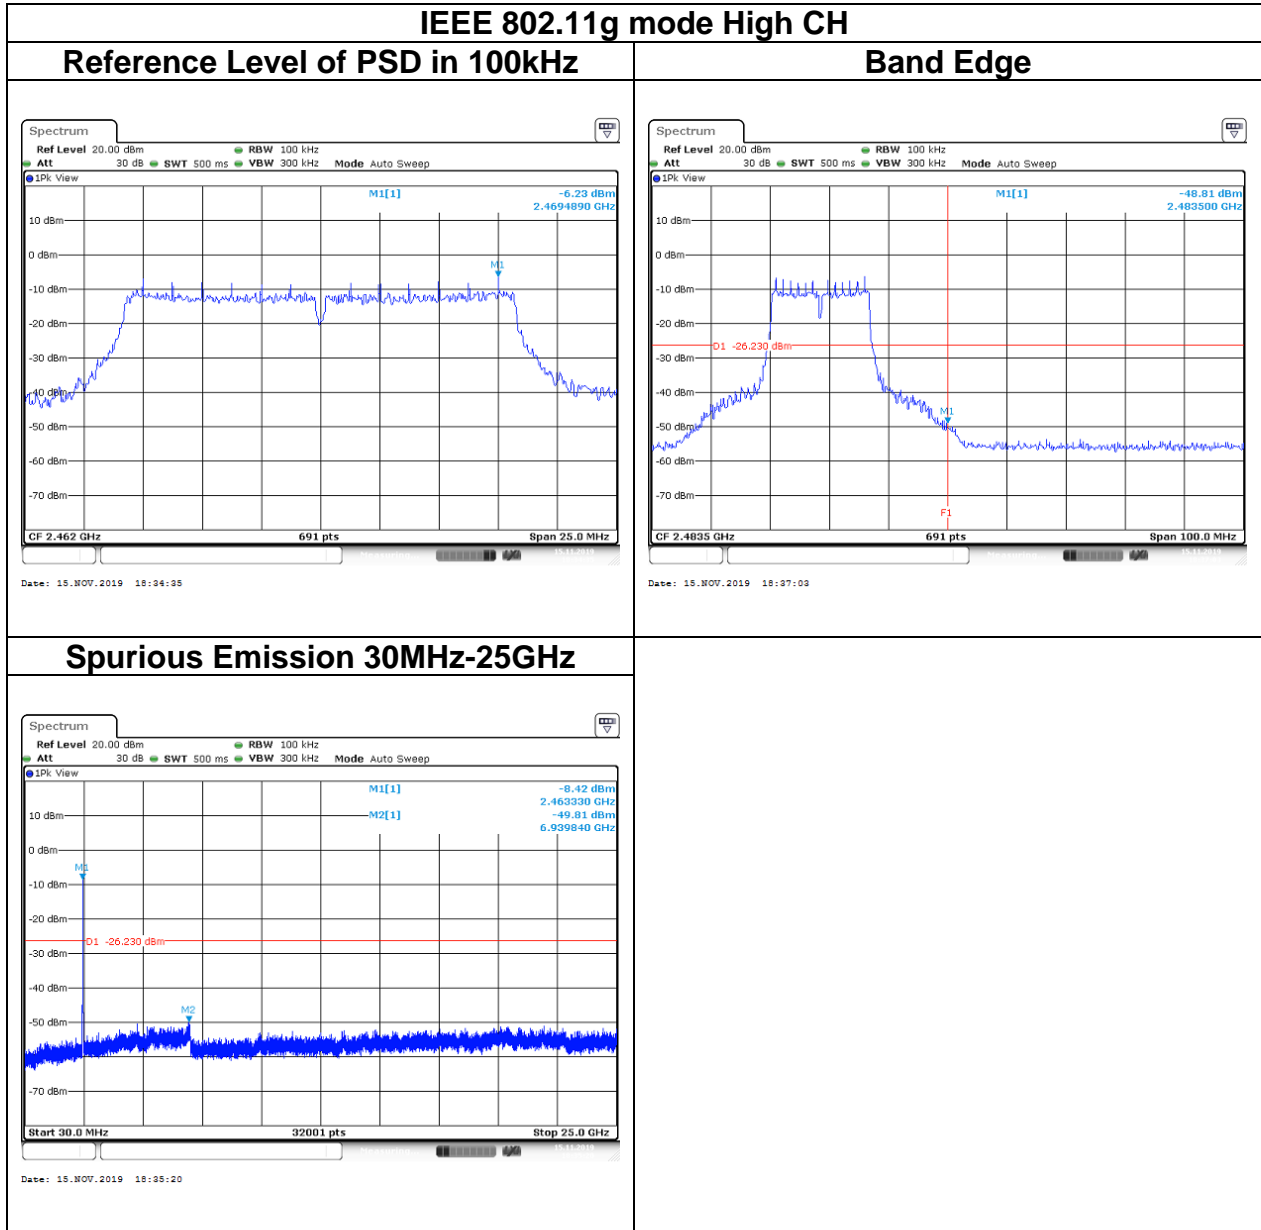 IEEE 802.11g mode High CH
Reference Level of PSD in 100kHz
Spectrum
Ref Level 20.00 dBm RBW 100 kHz
Att 30 dB SWT 500 ms VBW 300 kHz Mode Auto Sweep
1Pk View
M1[1] -6.23 dBm
2.4694890 GHz
10 dBm
0 dBm
M1
-10 dBm
-20 dBm
-30 dBm
-40 dBm
-50 dBm
-60 dBm
-70 dBm
CF 2.462 GHz 691 pts Span 25.0 MHz
Date: 15.NOV.2019 18:34:35
Band Edge
Spectrum
Ref Level 20.00 dBm RBW 100 kHz
Att 30 dB SWT 500 ms VBW 300 kHz Mode Auto Sweep
1Pk View
M1[1] -48.81 dBm
2.483500 GHz
10 dBm
0 dBm
-10 dBm
-20 dBm
D1 -26.230 dBm
-30 dBm
-40 dBm
M1
-50 dBm
-60 dBm
-70 dBm
F1
CF 2.4835 GHz 691 pts Span 100.0 MHz
Date: 15.NOV.2019 18:37:03
Spurious Emission 30MHz-25GHz
Spectrum
Ref Level 20.00 dBm RBW 100 kHz
Att 30 dB SWT 500 ms VBW 300 kHz Mode Auto Sweep
1Pk View
M1[1] -8.42 dBm
2.463330 GHz
10 dBm M2[1] -49.81 dBm
6.939840 GHz
0 dBm
M1
-10 dBm
-20 dBm
D1 -26.230 dBm
-30 dBm
-40 dBm
M2
-50 dBm
-70 dBm
Start 30.0 MHz 32001 pts Stop 25.0 GHz
Date: 15.NOV.2019 18:35:20